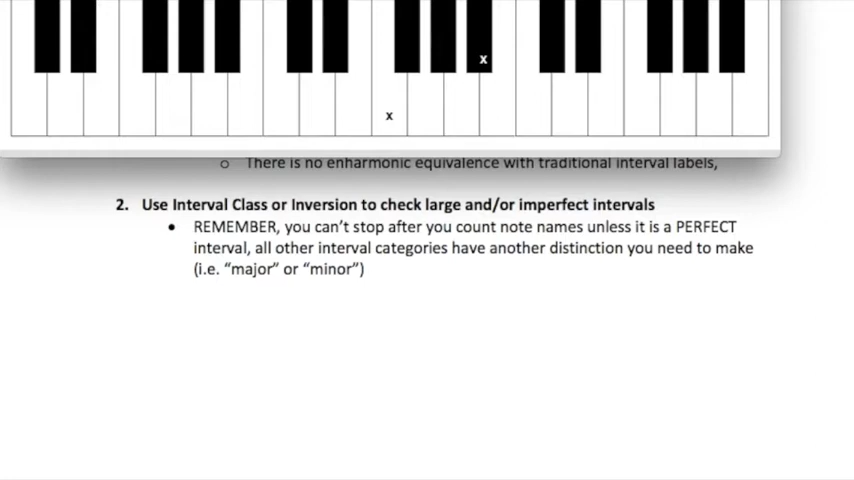 x
x
o There is no enharmonic equivalence with traditional interval labels,
2. Use Interval Class or Inversion to check large and/or imperfect intervals
• REMEMBER, you can’t stop after you count note names unless it is a PERFECT
interval, all other interval categories have another distinction you need to make
(i.e. “major” or “minor”)